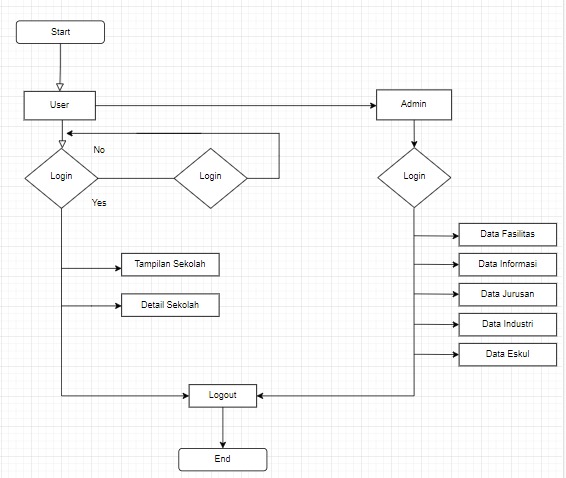 Start
User
Admin
No
Login
Login
Login
Yes
Data Fasilitas
Tampilan Sekolah
Data Informasi
Data Jurusan
Detail Sekolah
Data Industri
Data Eskul
Logout
End